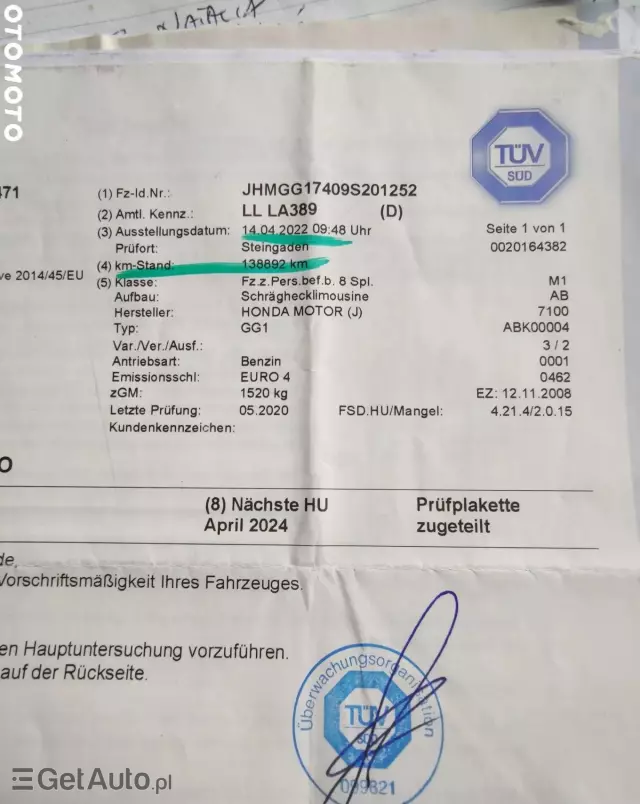 NATALIA
OTOMOTO
TÜV
SÜD
471
(1) Fz-Id.Nr.: JHMGG17409S201252
(2) Amtl. Kennz.: LL LA389 (D)
(3) Ausstellungsdatum: 14.04.2022 09:48 Uhr Seite 1 von 1
Prüfort: Steingaden 0020164382
ve 2014/45/EU
(4) km-Stand: 138892 km
(5) Klasse: Fz.z.Pers.bef.b. 8 Spl. M1
Aufbau: Schräghecklimousine AB
Hersteller: HONDA MOTOR (J) 7100
Typ: GG1 ABK00004
Var./Ver./Ausf.: 3 / 2
Antriebsart: Benzin 0001
Emissionsschl: EURO 4 0462
zGM: 1520 kg EZ: 12.11.2008
Letzte Prüfung: 05.2020 FSD.HU/Mangel: 4.21.4/2.0.15
Kundenkennzeichen:
O
(8) Nächste HU Prüfplakette
April 2024 zugeteilt
de,
Vorschriftsmäßigkeit Ihres Fahrzeuges.
en Hauptuntersuchung vorzuführen.
auf der Rückseite.
Überwachungsorganisation
TÜV
SÜD
099821
GetAuto.pl